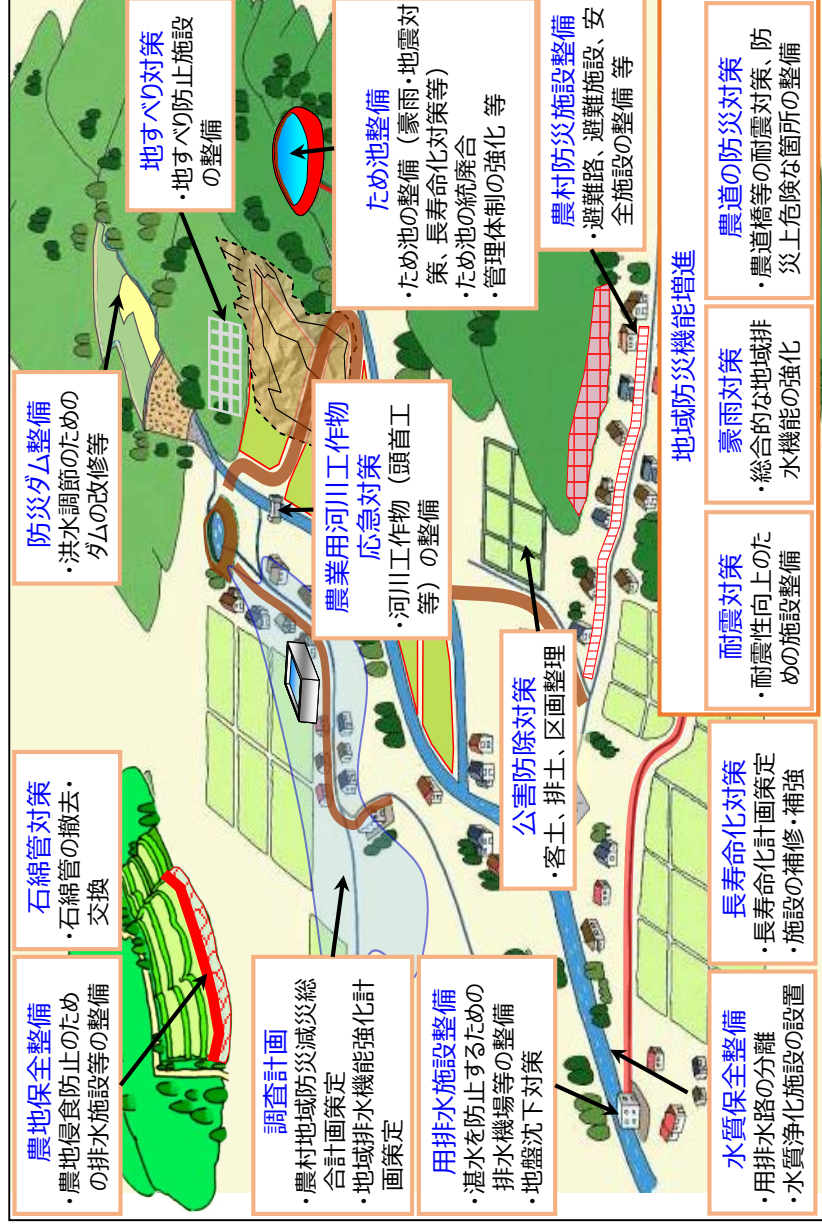 農地保全整備
・農地侵食防止のため
の排水施設等の整備
石綿管対策
・石綿管の撤去・
交換
防災ダム整備
・洪水調節のための
ダムの改修等
地すべり対策
・地すべり防止施設
の整備
調査計画
・農村地域防災減災総
合計画策定
・地域排水機能強化計
画策定
農業用河川工作物
応急対策
・河川工作物（頭首工
等）の整備
ため池整備
・ため池の整備（豪雨・地震対
策、長寿命化対策等）
・ため池の統廃合
・管理体制の強化 等
用排水施設整備
・湛水を防止するための
排水機場等の整備
・地盤沈下対策
公害防除対策
・客土、排土、区画整理
農村防災施設整備
・避難路、避難施設、安
全施設の整備 等
水質保全整備
・用排水路の分離
・水質浄化施設の設置
長寿命化対策
・長寿命化計画策定
・施設の補修・補強
地域防災機能増進
耐震対策
・耐震性向上のた
めの施設整備
豪雨対策
・総合的な地域排
水機能の強化
農道の防災対策
・農道橋等の耐震対策、防
災上危険な箇所の整備